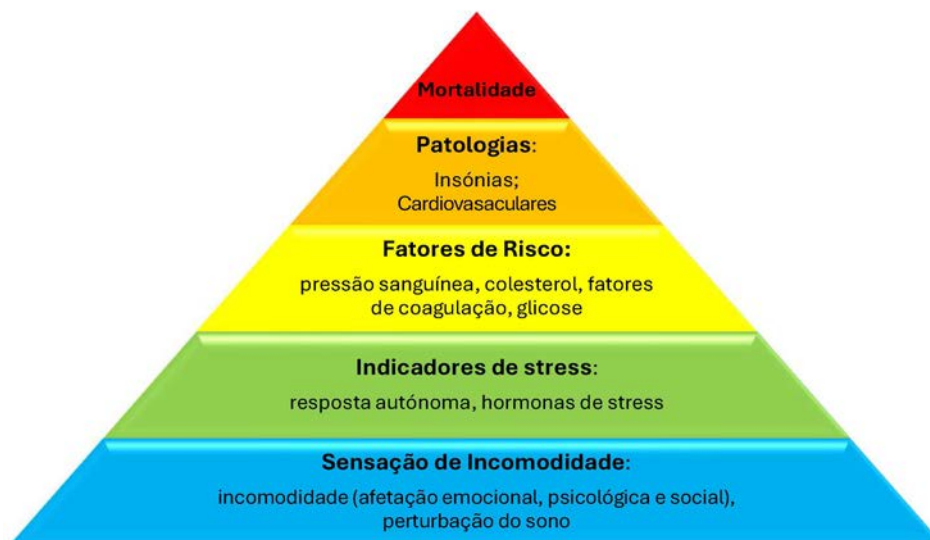 Mortalidade
Patologias:
Insónias;
Cardiovasaculares
Fatores de Risco:
pressão sanguínea, colesterol, fatores
de coagulação, glicose
Indicadores de stress:
resposta autónoma, hormonas de stress
Sensação de Incomodidade:
incomodidade (afetação emocional, psicológica e social),
perturbação do sono